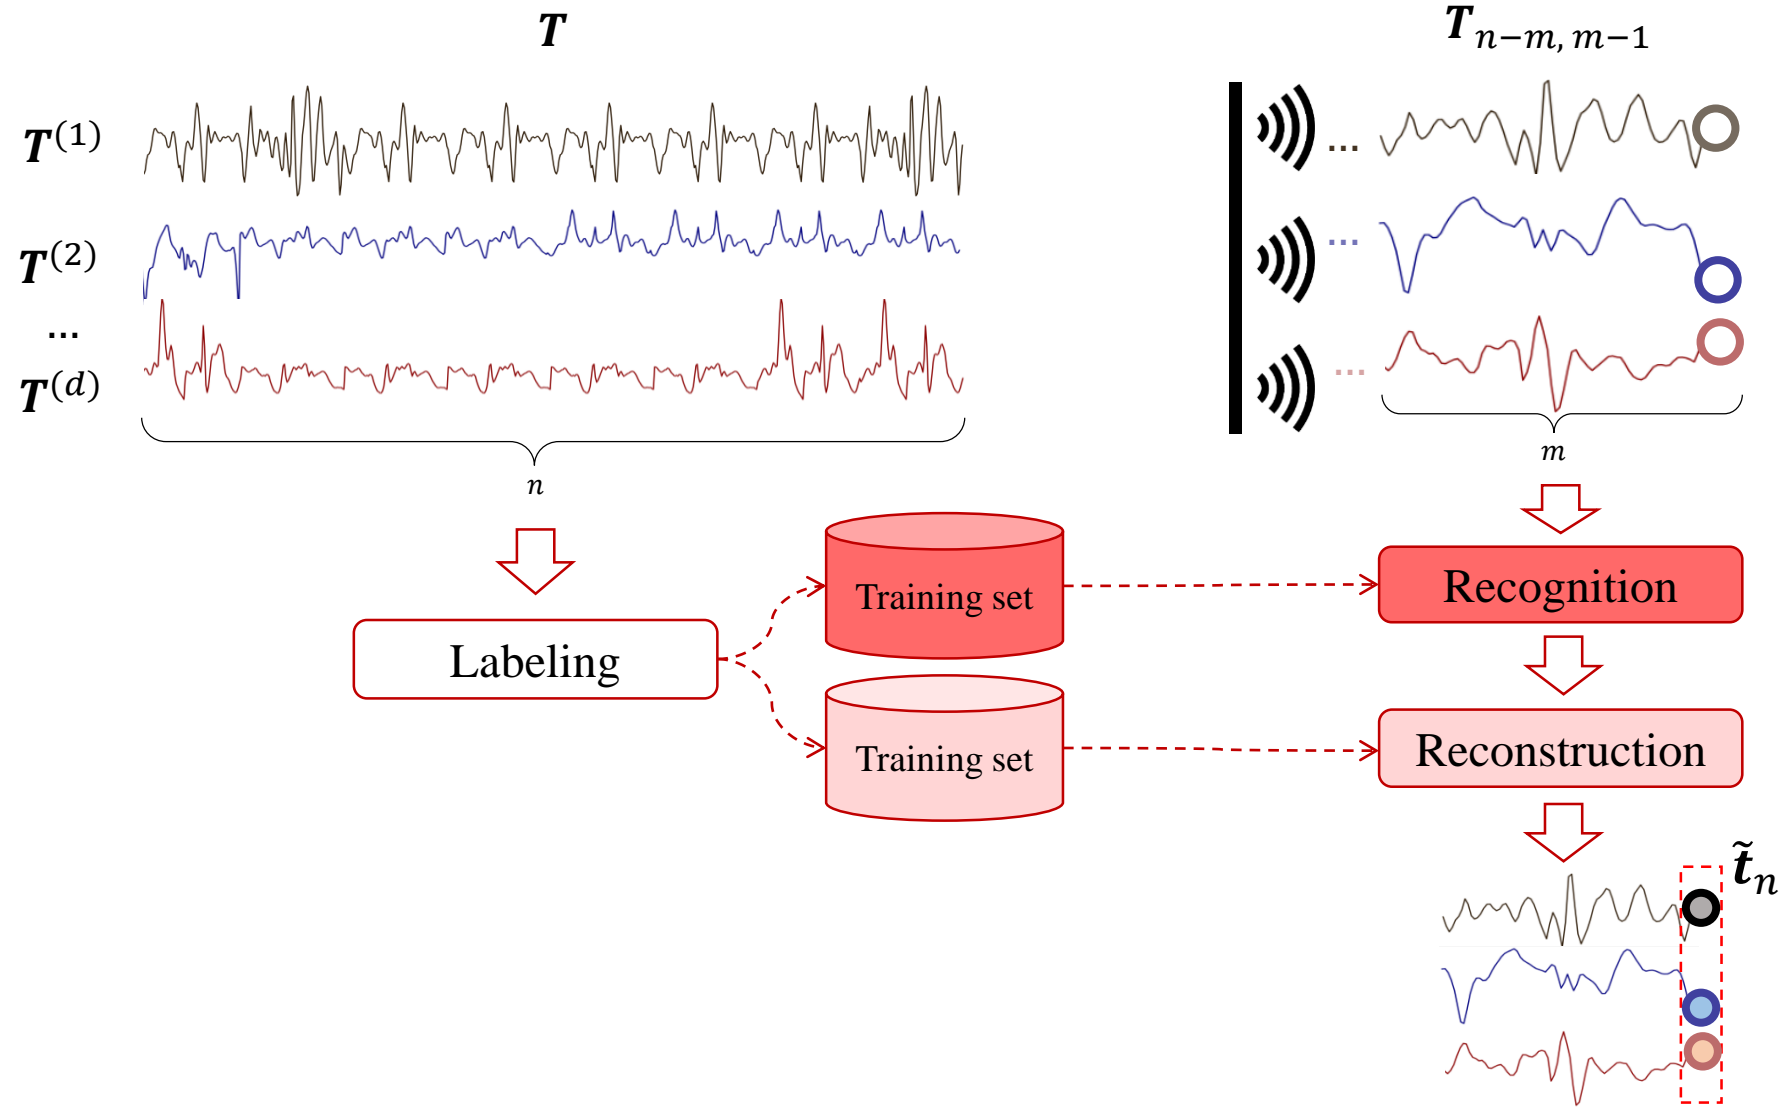 T
T^(1)
T^(2)
...
T^(d)
n
T_{n−m, m−1}
...
...
...
m
Labeling
Training set
Training set
Recognition
Reconstruction
t̃_n